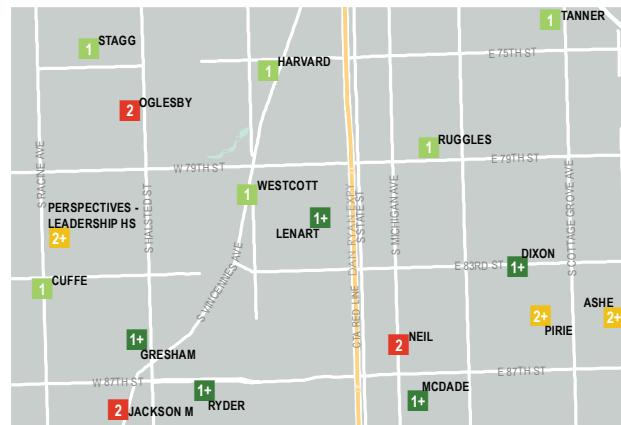 TANNER
1
STAGG
1
E 75TH ST
HARVARD
1
OGLESBY
2
RUGGLES
1
W 79TH ST
E 79TH ST
S RACINE AVE
S HALSTED ST
WESTCOTT
1
PERSPECTIVES -
LEADERSHIP HS
2+
LENART
1+
CTA RED LINE - DAN RYAN EXPY
S STATE ST
S MICHIGAN AVE
S COTTAGE GROVE AVE
DIXON
1+
E 83RD ST
CUFFE
1
S VINCENNES AVE
ASHE
2+
2+
PIRIE
1+
GRESHAM
NEIL
2
E 87TH ST
W 87TH ST
MCDADE
1+
1+
RYDER
2
JACKSON M